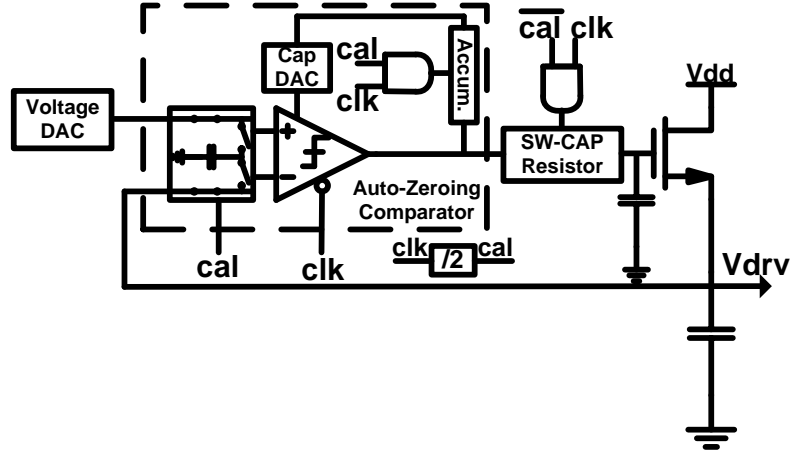 Voltage
DAC
Cap
DAC
cal
clk
Accum.
+
−
cal
clk
Auto-Zeroing
Comparator
clk
/2
cal
cal clk
SW-CAP
Resistor
Vdd
Vdrv